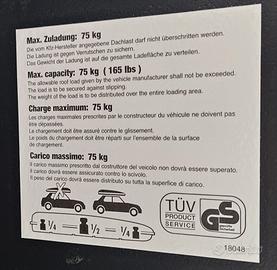 Max. Zuladung: 75 kg
Die vom Kfz-Hersteller angegebene Dachlast darf nicht überschritten werden.
Die Ladung ist gegen Verrutschen zu sichern.
Das Gewicht der Ladung ist auf die gesamte Ladefläche zu verteilen.
Max. capacity: 75 kg ( 165 lbs )
The allowable roof load given by the vehicle manufacturer shall not be exceeded.
The load is to be secured against slipping.
The weight of the load is to be distributed over the entire loading area.
Charge maximum: 75 kg
Les charges maximales prescrites par le constructeur du véhicule ne doivent pas
être dépassées.
Le chargement doit être assuré contre le glissement.
Le poids du chargement doit être réparti sur l'ensemble de la surface de
chargement.
Carico massimo: 75 kg
Il carico massimo prescritto dal costruttore del veicolo non dovrà essere superato.
Il carico dovrà essere assicurato contro lo scivolo.
Il peso del carico dovrà essere distribuito su tutta la superficie di carico.
1/4 1/2 1/4
TÜV
PRODUCT
SERVICE
GS
18048